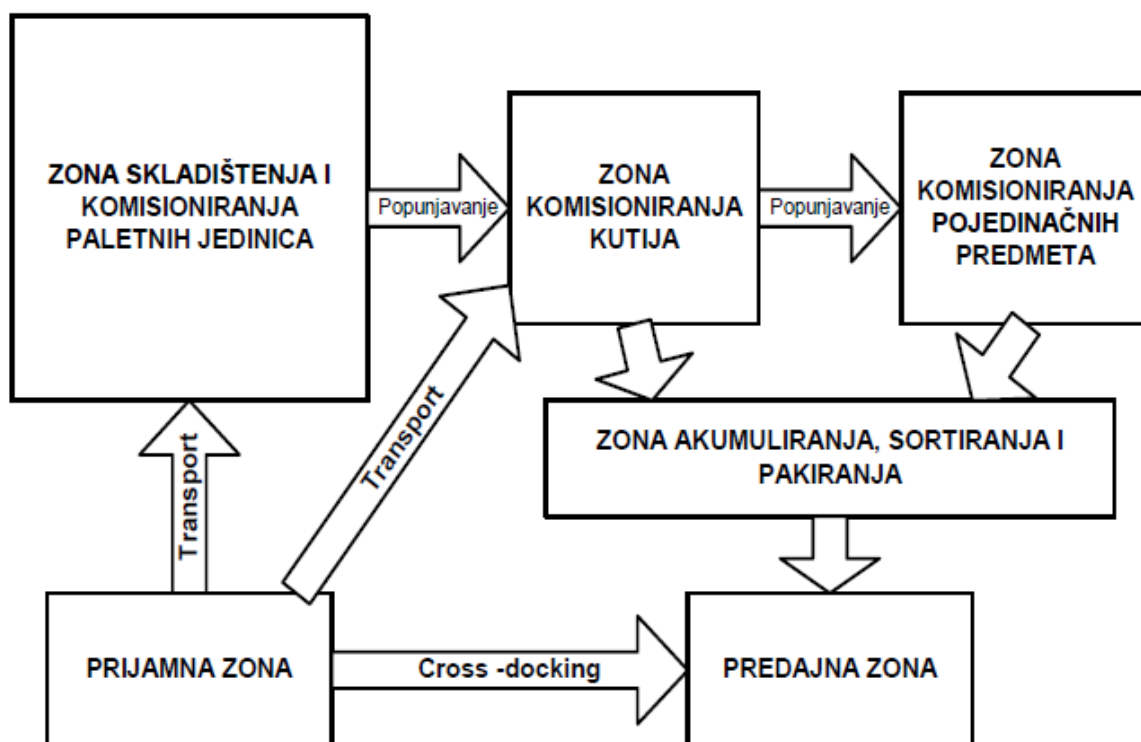 ZONA SKLADIŠTENJA I
KOMISIONIRANJA
PALETNIH JEDINICA
Popunjavanje
ZONA
KOMISIONIRANJA
KUTIJA
Popunjavanje
ZONA
KOMISIONIRANJA
POJEDINAČNIH
PREDMETA
Transport
Transport
ZONA AKUMULIRANJA, SORTIRANJA I
PAKIRANJA
PRIJAMNA ZONA
Cross -docking
PREDAJNA ZONA